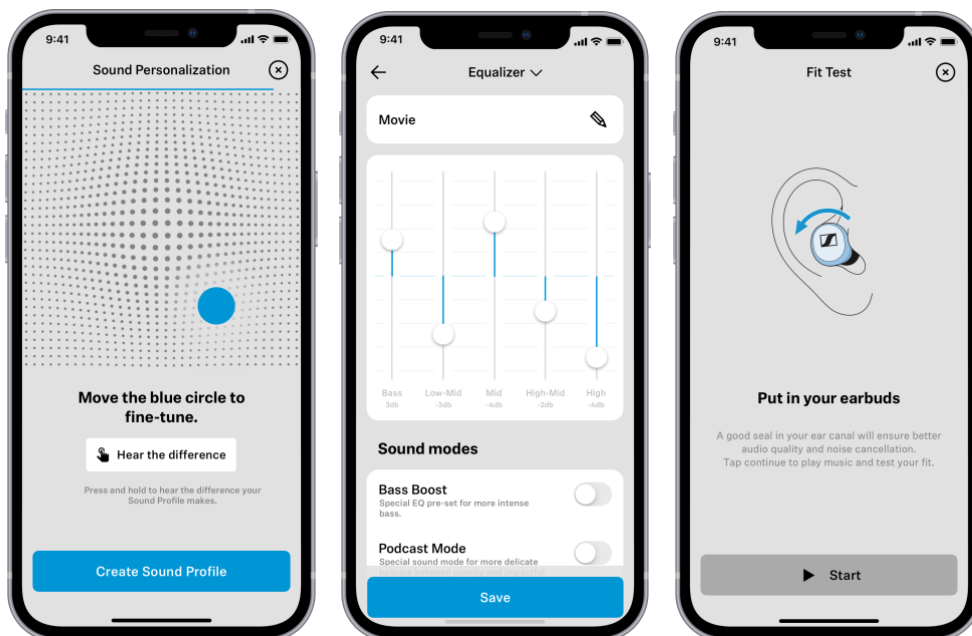 9:41
Sound Personalization
Move the blue circle to
fine-tune.
Hear the difference
Press and hold to hear the difference your
Sound Profile makes.
Create Sound Profile
9:41
Equalizer
Movie
Bass Low-Mid Mid High-Mid High
3db -3db -4db -2db -4db
Sound modes
Bass Boost
Special EQ pre-set for more intense
bass.
Podcast Mode
Special sound mode for more delicate
balance between
Save
9:41
Fit Test
Put in your earbuds
A good seal in your ear canal will ensure better
audio quality and noise cancellation.
Tap continue to play music and test your fit.
Start